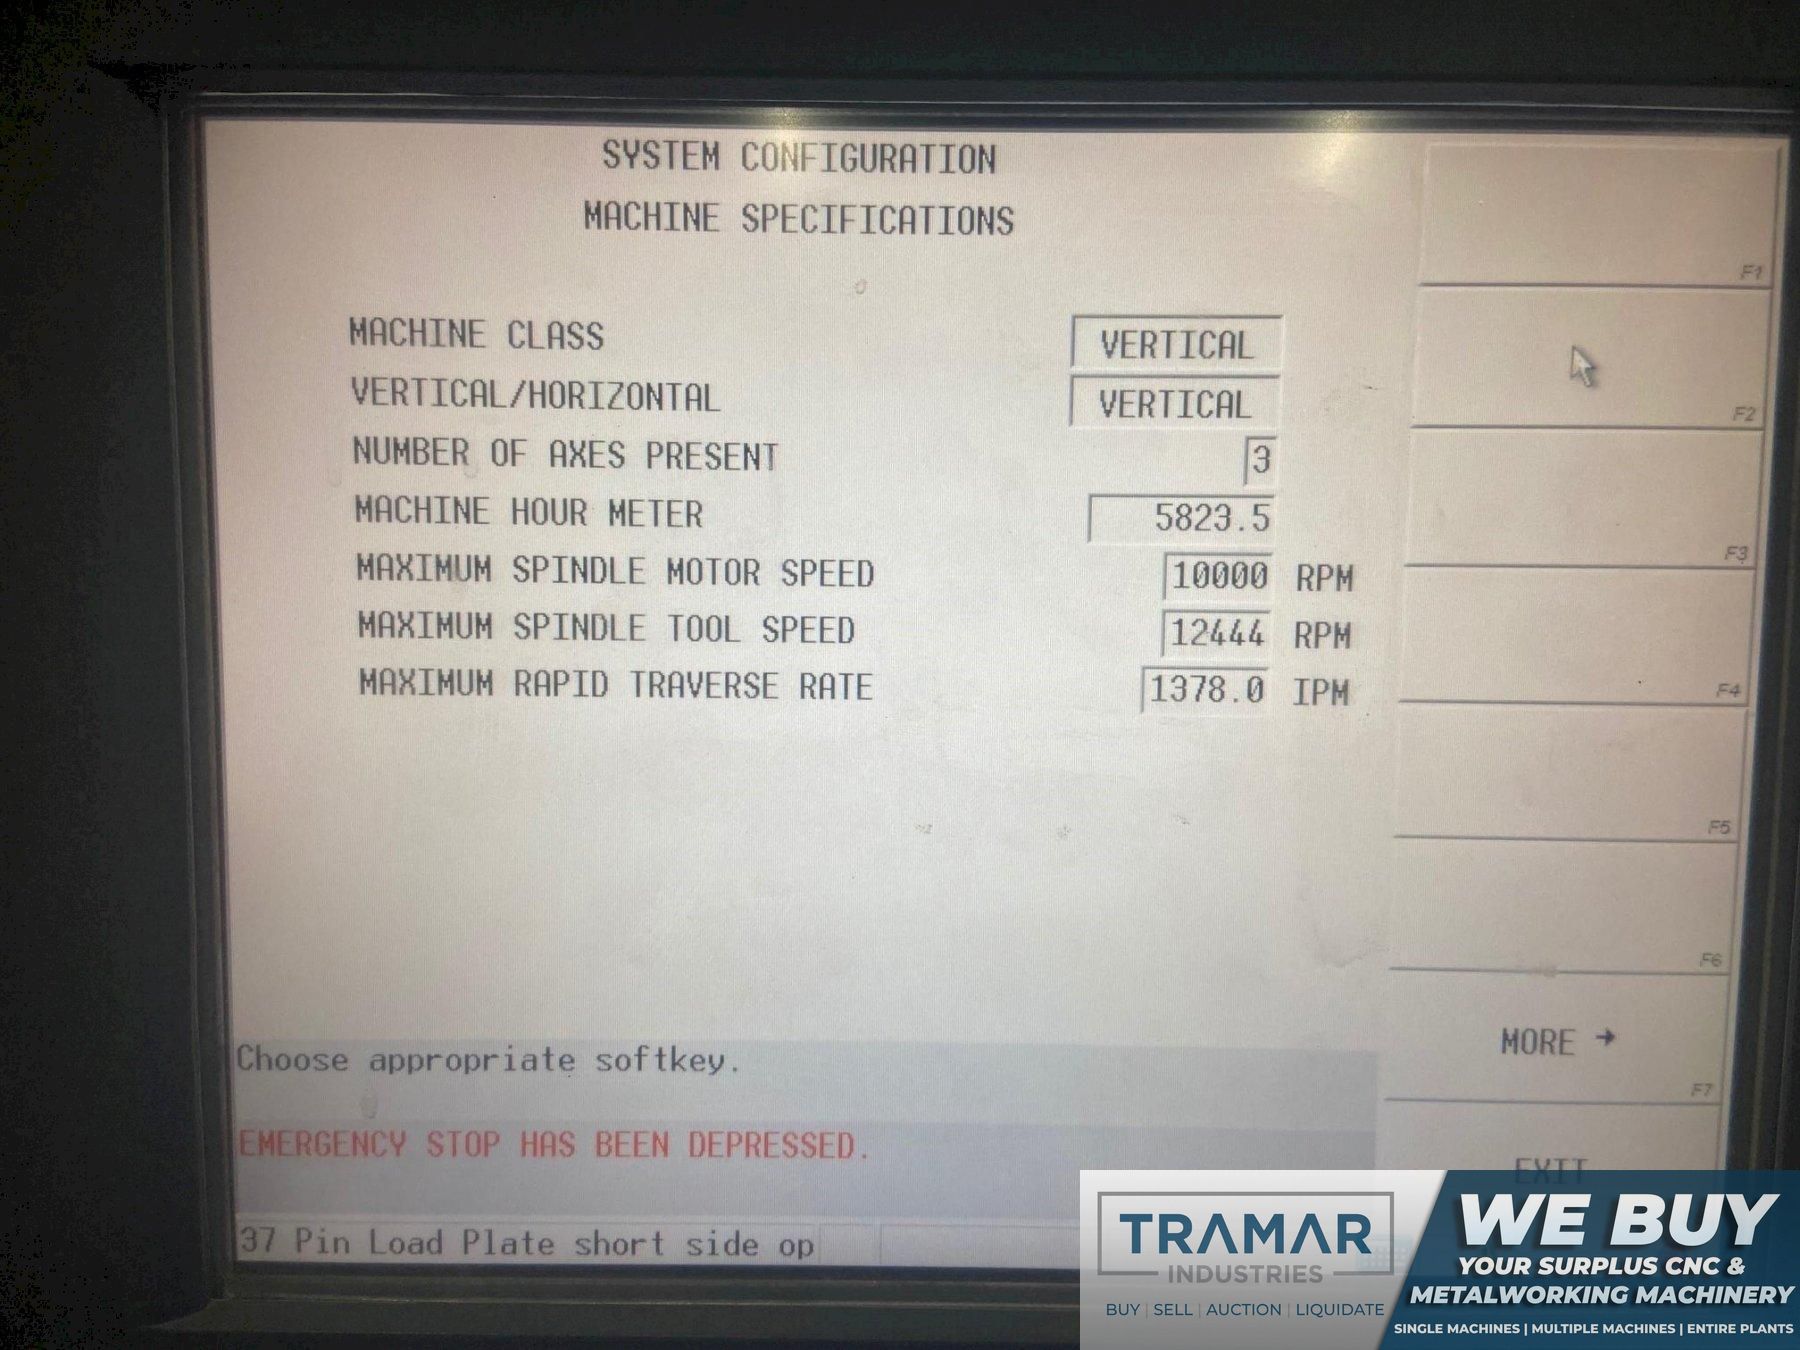 SYSTEM CONFIGURATION
MACHINE SPECIFICATIONS
MACHINE CLASS VERTICAL
VERTICAL/HORIZONTAL VERTICAL
NUMBER OF AXES PRESENT 3
MACHINE HOUR METER 5823.5
MAXIMUM SPINDLE MOTOR SPEED 10000 RPM
MAXIMUM SPINDLE TOOL SPEED 12444 RPM
MAXIMUM RAPID TRAVERSE RATE 1378.0 IPM
F1
F2
F3
F4
F5
F6
MORE →
F7
EXIT
Choose appropriate softkey.
EMERGENCY STOP HAS BEEN DEPRESSED.
37 Pin Load Plate short side op
TRAMAR
INDUSTRIES
BUY | SELL | AUCTION | LIQUIDATE
WE BUY
YOUR SURPLUS CNC &
METALWORKING MACHINERY
SINGLE MACHINES | MULTIPLE MACHINES | ENTIRE PLANTS